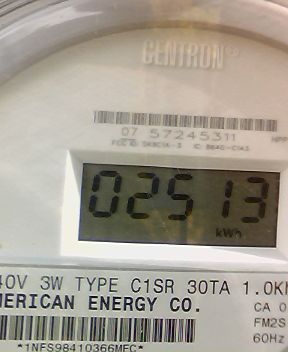 CENTRON®
07 57245311
02513
kWh
40V 3W TYPE C1SR 30TA 1.0K
MERICAN ENERGY CO.
CA 0
FM2S
60Hz
*1NFS98410366MFC*